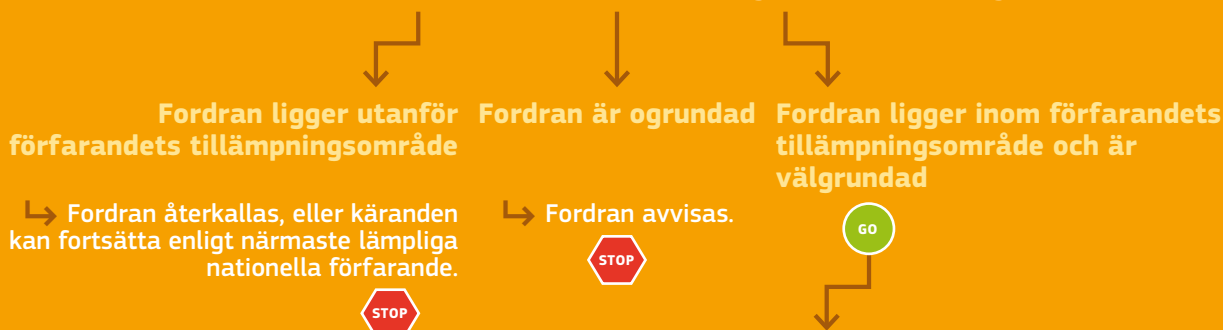 Fordran ligger utanför
förfarandets tillämpningsområde
Fordran återkallas, eller käranden
kan fortsätta enligt närmaste lämpliga
nationella förfarande.
STOP
Fordran är ogrundad
Fordran avvisas.
STOP
Fordran ligger inom förfarandets
tillämpningsområde och är
välgrundad
GO